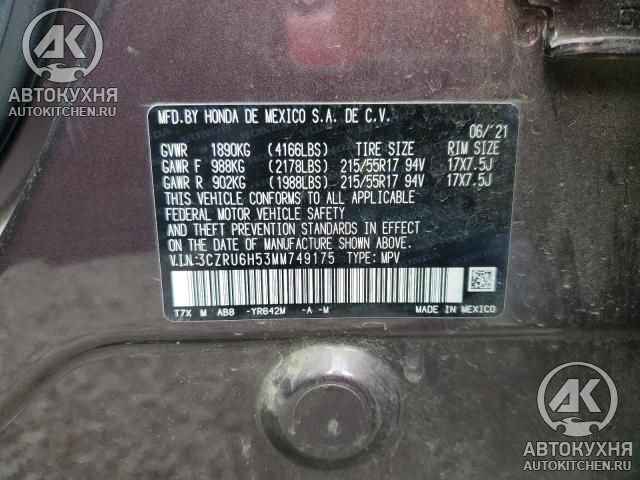 АК
АВТОКУХНЯ
AUTOKITCHEN.RU
MFD.BY HONDA DE MEXICO S.A. DE C.V.
06/'21
GVWR 1890KG (4166LBS) TIRE SIZE RIM SIZE
GAWR F 988KG (2178LBS) 215/55R17 94V 17X7.5J
GAWR R 902KG (1988LBS) 215/55R17 94V 17X7.5J
THIS VEHICLE CONFORMS TO ALL APPLICABLE
FEDERAL MOTOR VEHICLE SAFETY
AND THEFT PREVENTION STANDARDS IN EFFECT
ON THE DATE OF MANUFACTURE SHOWN ABOVE.
V.I.N:3CZRU6H53MM749175 TYPE: MPV
T7X M AB8 -YR642M -A -M MADE IN MEXICO
АК
АВТОКУХНЯ
AUTOKITCHEN.RU